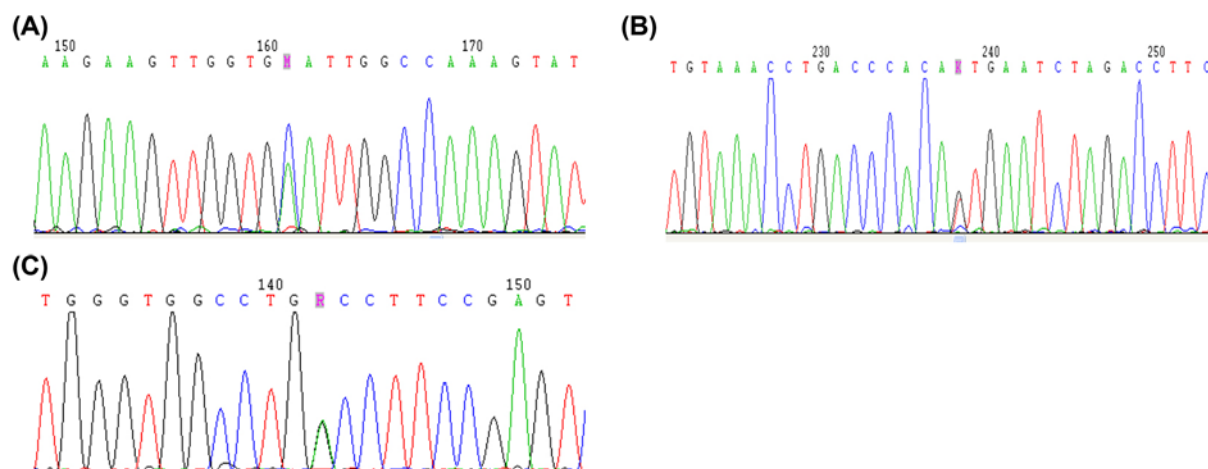 (A)
150 160 170
A A G A A G T T G G T G M A T T G G C C A A A G T A T
(B)
230 240 250
T G T A A A C C T G A C C C A C A K T G A A T C T A G A C C T T C
(C)
140 150
T G G G T G G C C T G R C C T T C C G A G T